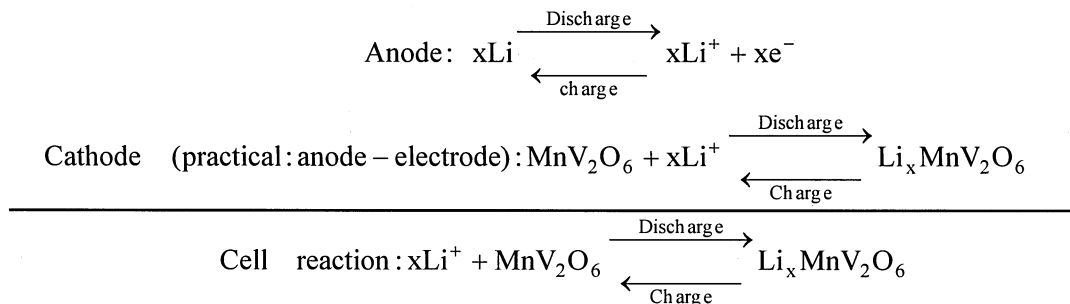 Discharge
Anode: xLi ⇄ xLi⁺ + xe⁻
charge
Discharge
Cathode (practical: anode – electrode): MnV₂O₆ + xLi⁺ ⇄ LiₓMnV₂O₆
Charge
Discharge
Cell reaction: xLi⁺ + MnV₂O₆ ⇄ LiₓMnV₂O₆
Charge